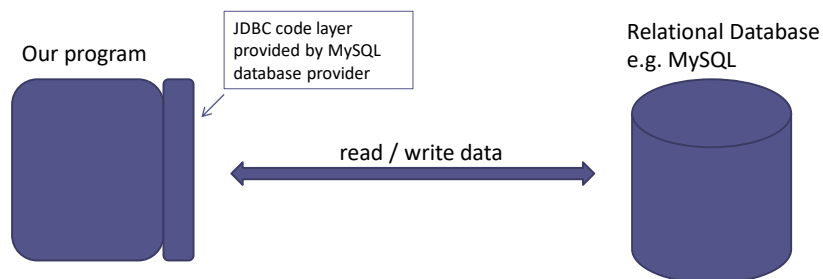 Our program
JDBC code layer
provided by MySQL
database provider
Relational Database
e.g. MySQL
read / write data